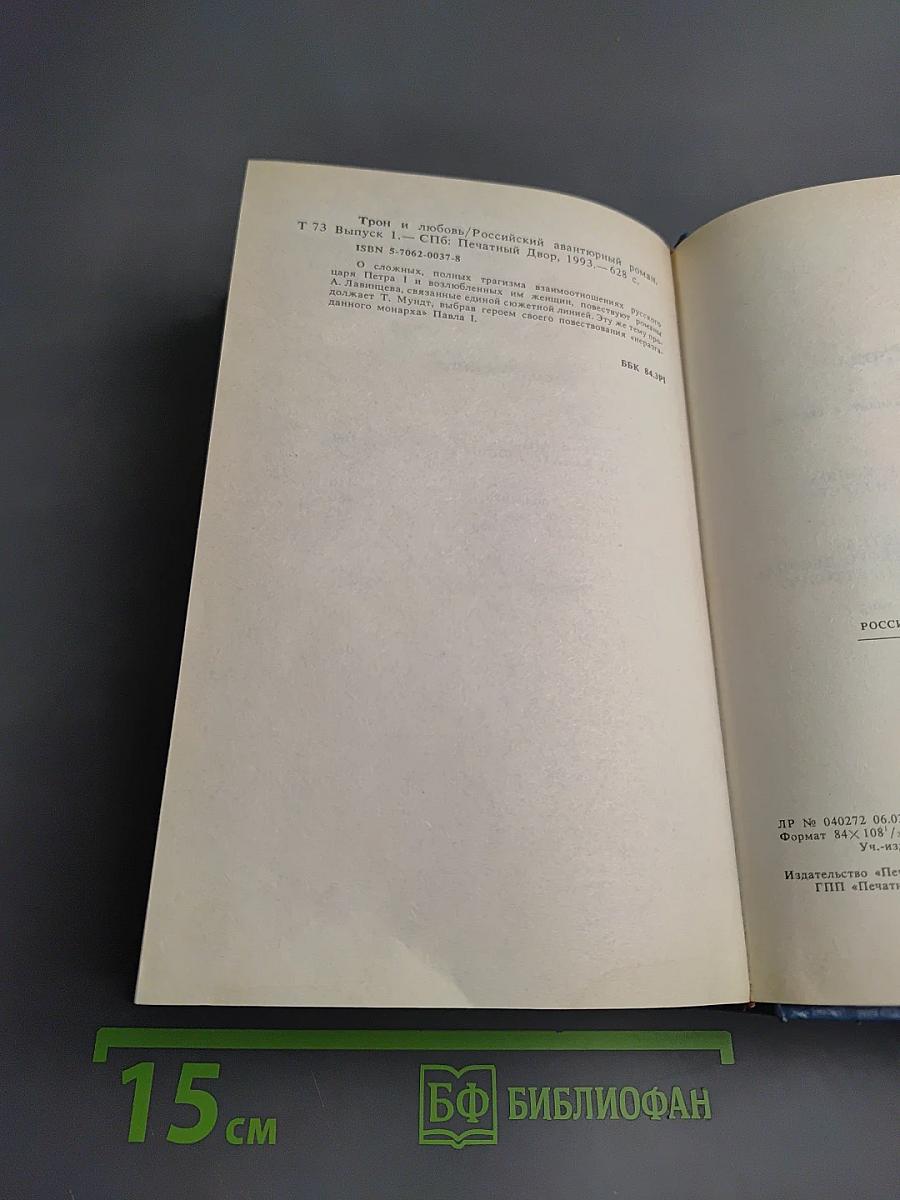 Трон и любовь/Российский авантюрный роман.
Т 73 Выпуск 1.— СПб: Печатный Двор, 1993.— 628 с.
ISBN 5-7062-0037-8
О сложных, полных трагизма взаимоотношениях русского
царя Петра I и возлюбленных им женщин, повествуют романы
А. Лавинцева, связанные единой сюжетной линией. Эту же тему про-
должает Т. Мундт, выбрав героем своего повествования «неразга-
данного монарха» Павла I.
ББК 84.3Р1
РОССИ
ЛР № 040272 06.0
Формат 84×108¹/
Уч.-изд
Издательство «Печ
ГПП «Печатн
15 см
БФ БИБЛИОФАН